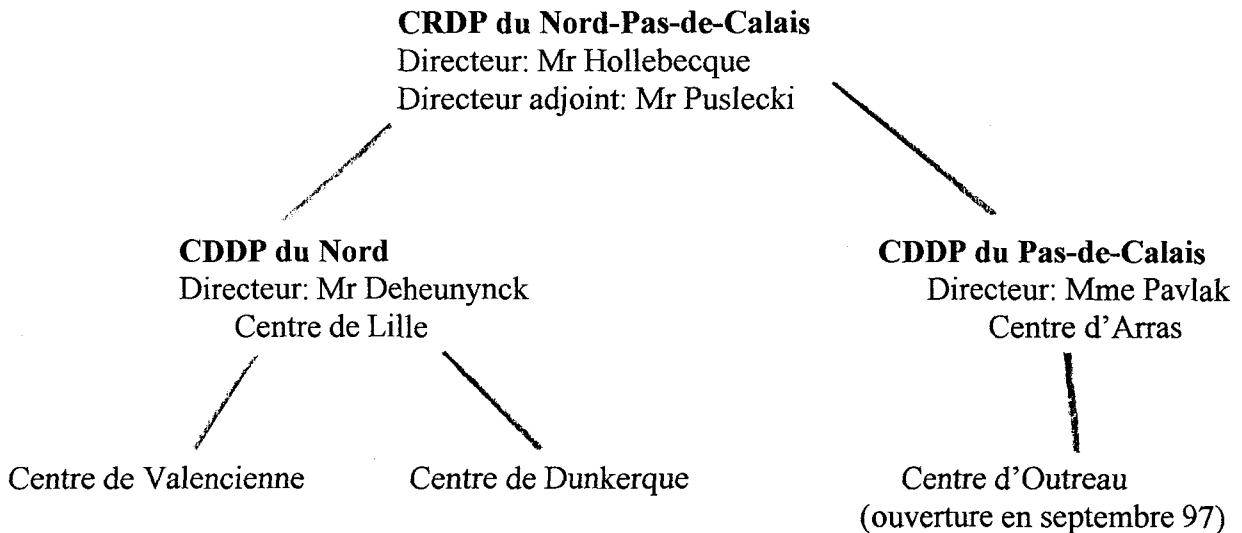 CRDP du Nord-Pas-de-Calais
Directeur: Mr Hollebecque
Directeur adjoint: Mr Puslecki
CDDP du Nord
Directeur: Mr Deheunynck
Centre de Lille
CDDP du Pas-de-Calais
Directeur: Mme Pavlak
Centre d'Arras
Centre de Valencienne
Centre de Dunkerque
Centre d'Outreau
(ouverture en septembre 97)